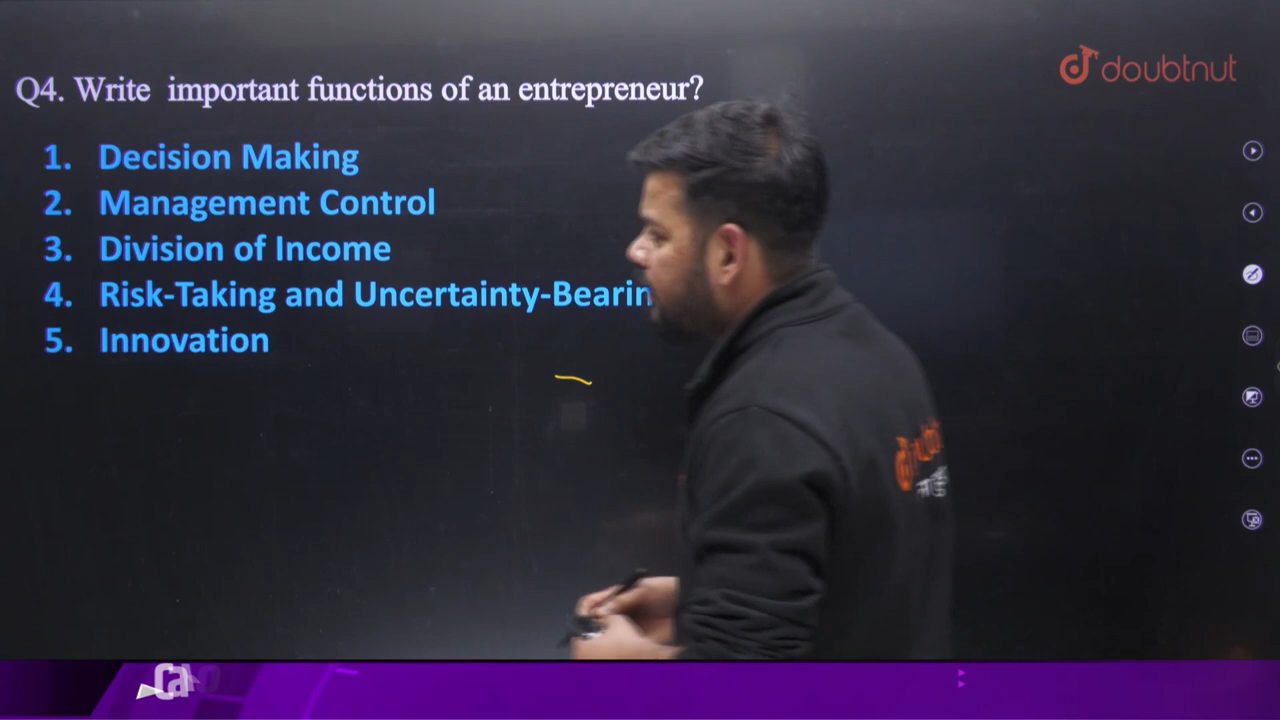 Q4. Write important functions of an entrepreneur?
doubtnut
1. Decision Making
2. Management Control
3. Division of Income
4. Risk-Taking and Uncertainty-Bearin
5. Innovation